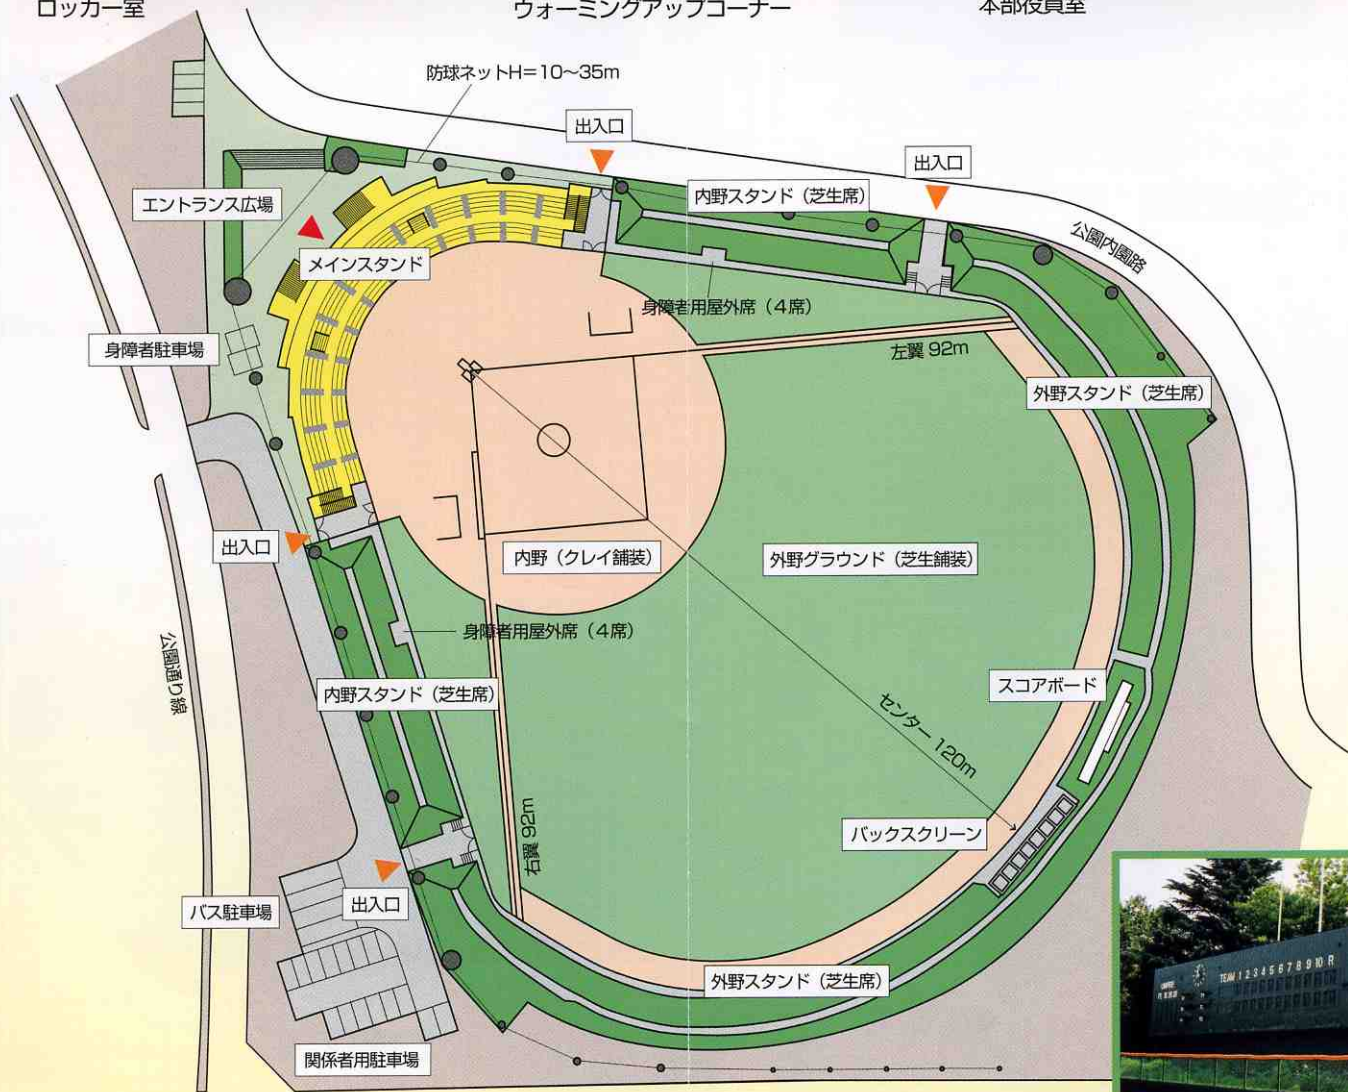 ロッカー室
ウォーミングアップコーナー
本部役員室
防球ネットH=10〜35m
出入口
出入口
内野スタンド（芝生席）
エントランス広場
公園内園路
メインスタンド
身障者用屋外席（4席）
身障者駐車場
左翼 92m
外野スタンド（芝生席）
出入口
内野（クレイ舗装）
外野グラウンド（芝生舗装）
身障者用屋外席（4席）
公園通り線
内野スタンド（芝生席）
スコアボード
センター 120m
バックスクリーン
右翼 92m
バス駐車場
出入口
外野スタンド（芝生席）
関係者用駐車場
TEAM 1 2 3 4 5 6 7 8 9 10 R